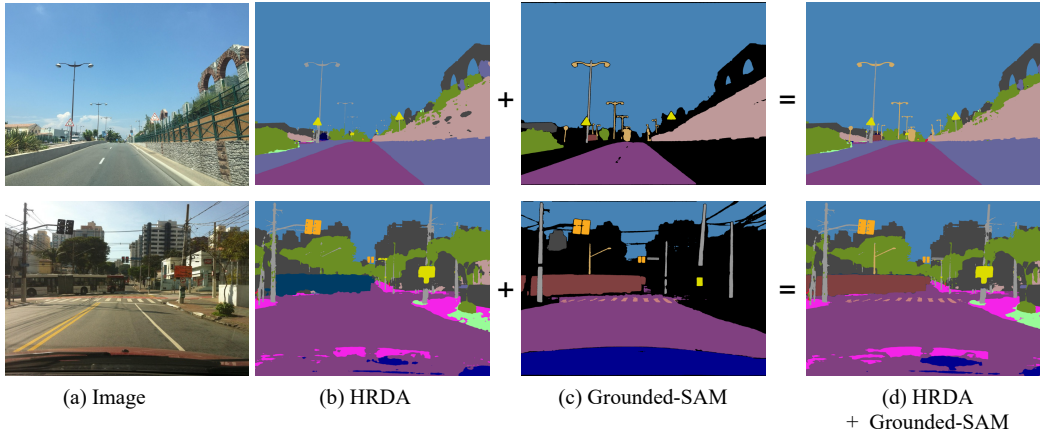 + =
+ =
(a) Image (b) HRDA (c) Grounded-SAM (d) HRDA
+ Grounded-SAM